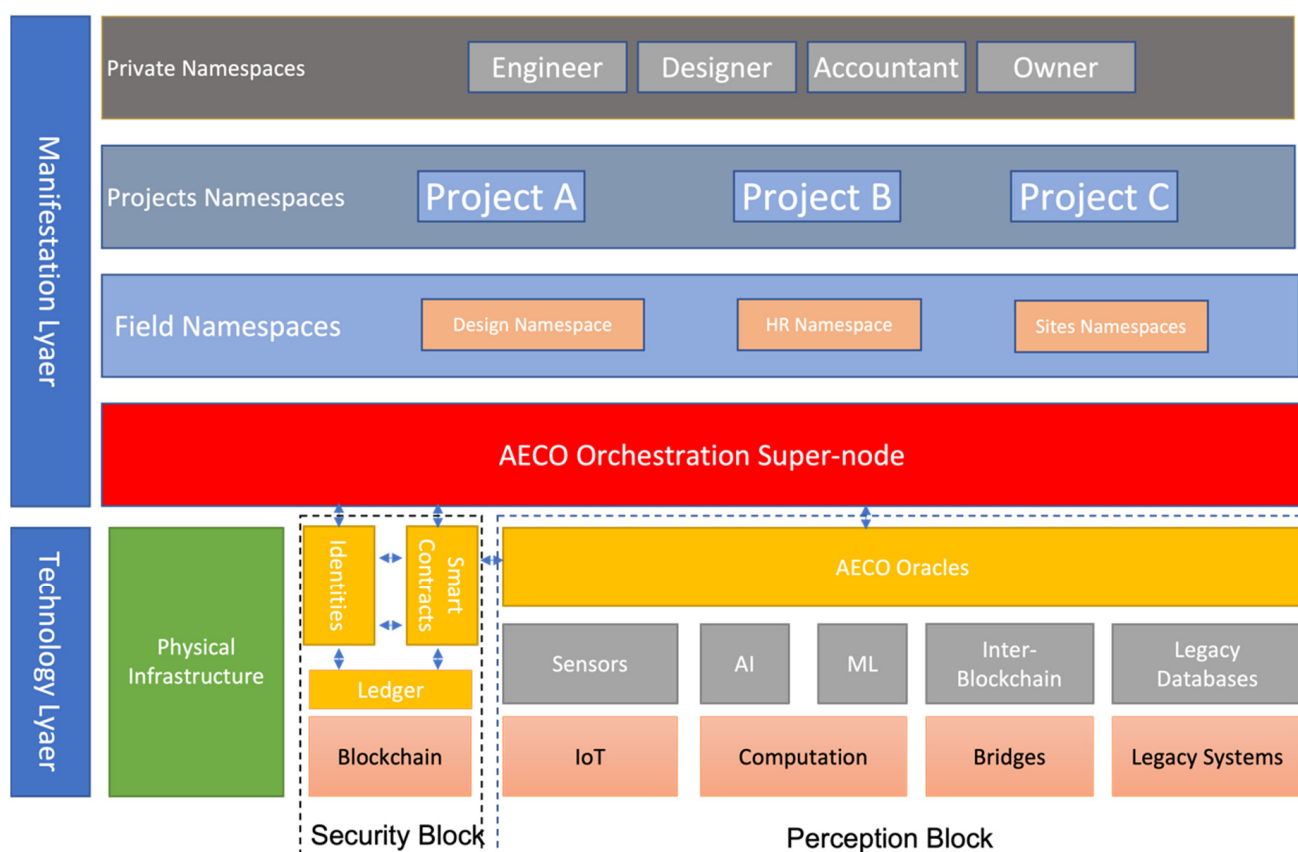 Manifestation Lyaer
Private Namespaces
Engineer
Designer
Accountant
Owner
Projects Namespaces
Project A
Project B
Project C
Field Namespaces
Design Namespace
HR Namespace
Sites Namespaces
AECO Orchestration Super-node
Technology Lyaer
Physical
Infrastructure
Identities
Smart
Contracts
Ledger
Blockchain
AECO Oracles
Sensors
AI
ML
Inter-
Blockchain
Legacy
Databases
IoT
Computation
Bridges
Legacy Systems
Security Block
Perception Block